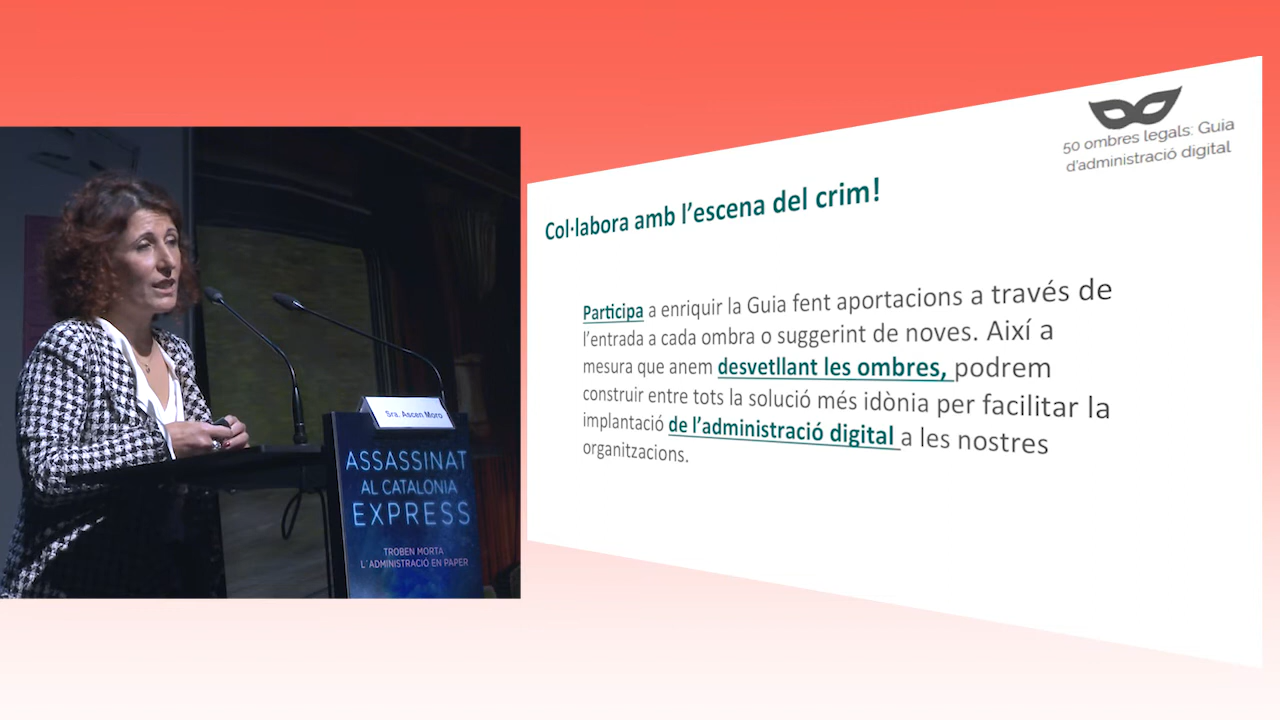 50 ombres legals: Guia
d'administració digital
Col·labora amb l'escena del crim!
Participa a enriquir la Guia fent aportacions a través de
l'entrada a cada ombra o suggerint de noves. Així a
mesura que anem desvetllant les ombres, podrem
construir entre tots la solució més idònia per facilitar la
implantació de l'administració digital a les nostres
organitzacions.
Sra. Ascen Moro
ASSASSINAT
AL CATALONIA
EXPRESS
TROBEN MORTA
L´ADMINISTRACIÓ EN PAPER